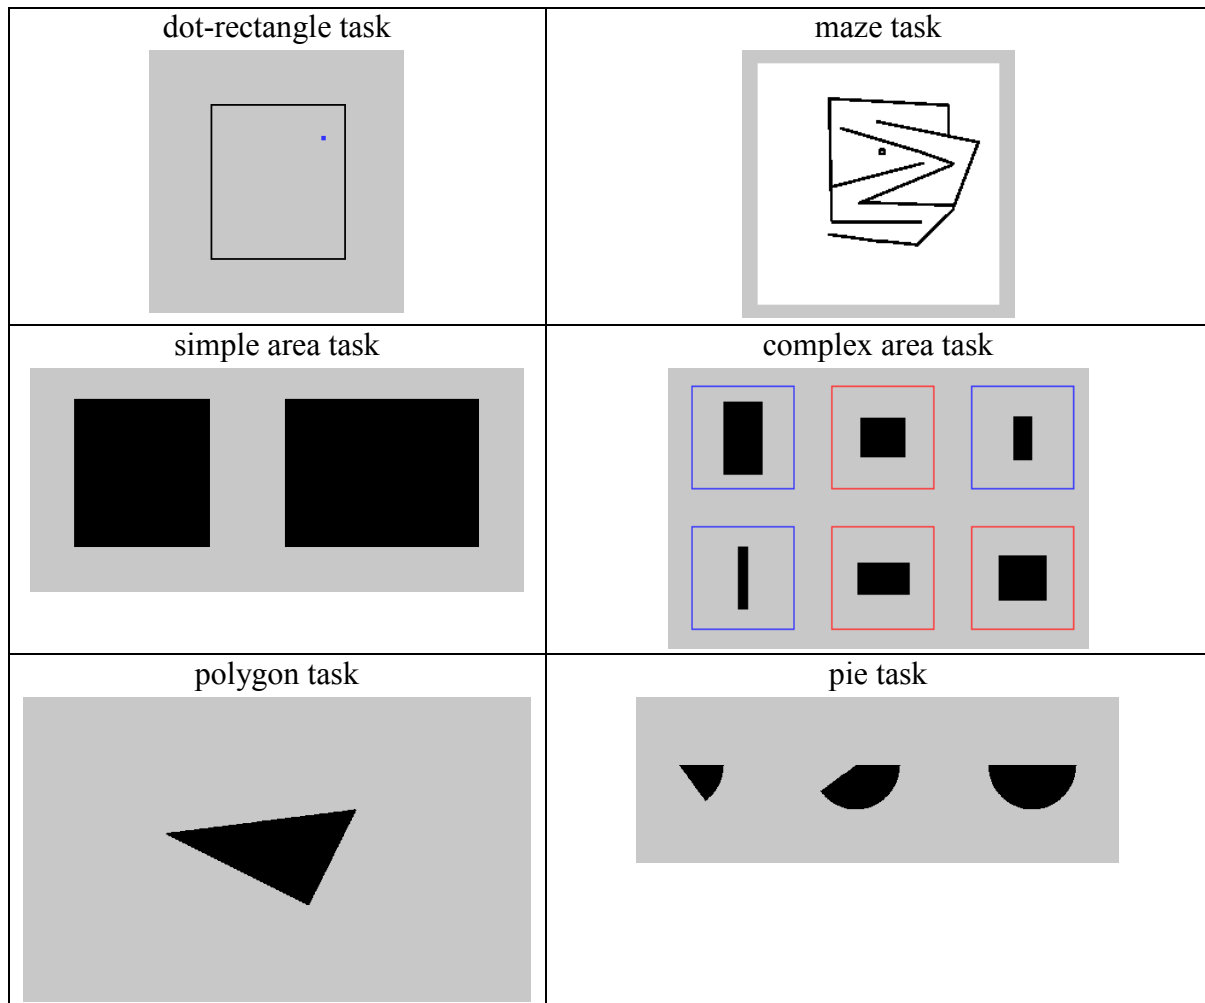 dot-rectangle task
maze task
simple area task
complex area task
polygon task
pie task